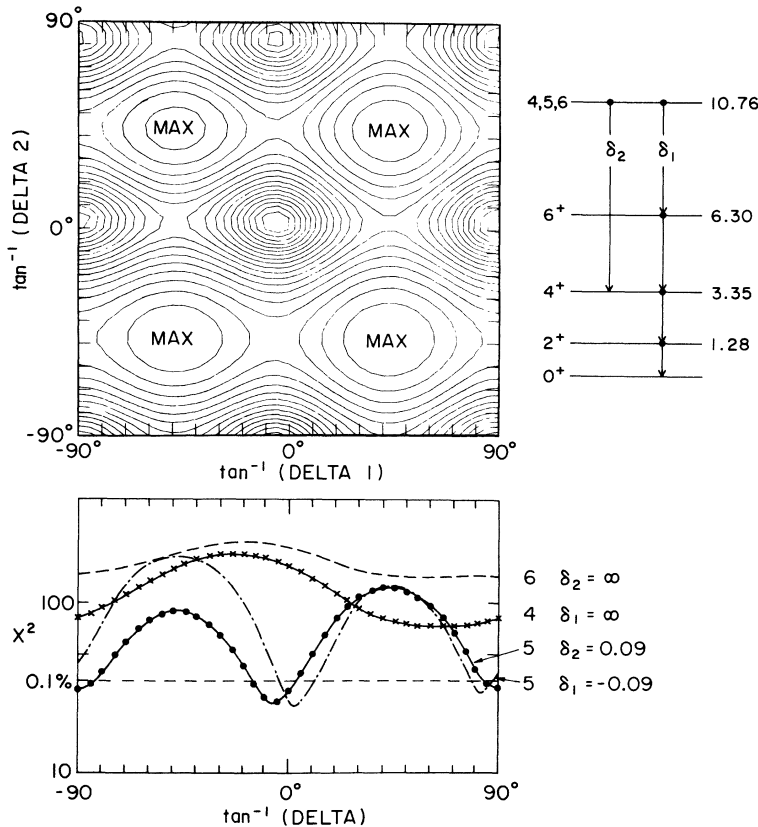 90°
0°
-90°
tan⁻¹ (DELTA 2)
MAX MAX
MAX MAX
-90° 0° 90°
tan⁻¹ (DELTA 1)
4,5,6 10.76
δ₂ δ₁
6⁺ 6.30
4⁺ 3.35
2⁺ 1.28
0⁺
100
X²
0.1%
10
6 δ₂ = ∞
4 δ₁ = ∞
5 δ₂ = 0.09
5 δ₁ = -0.09
-90 0° 90°
tan⁻¹ (DELTA)